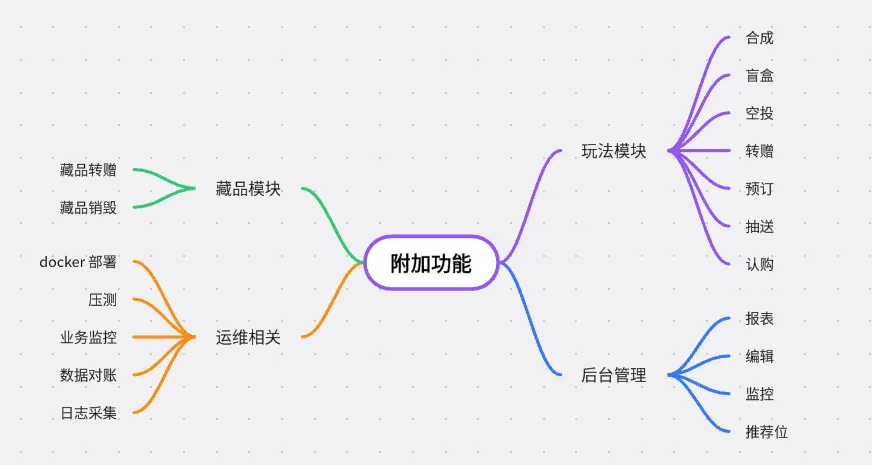 附加功能
玩法模块
合成
盲盒
空投
转赠
预订
抽送
认购
后台管理
报表
编辑
监控
推荐位
藏品模块
藏品转赠
藏品销毁
运维相关
docker 部署
压测
业务监控
数据对账
日志采集